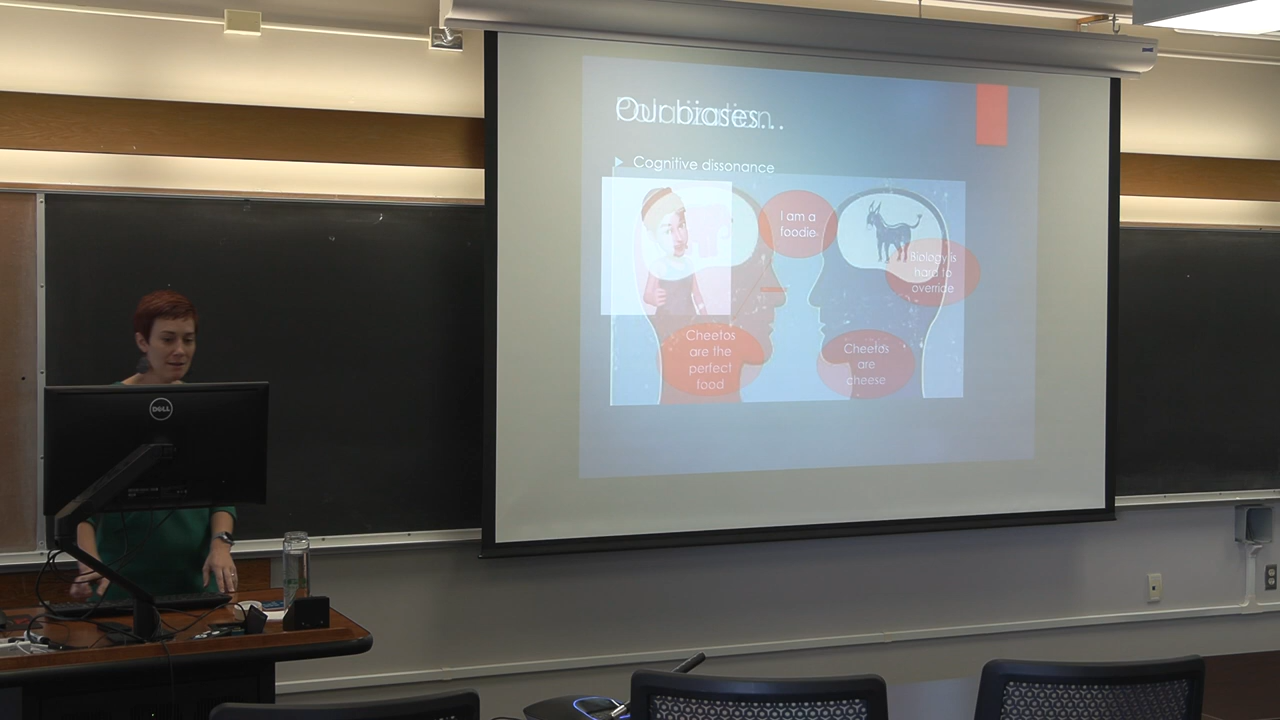 Our biases...
Cognitive dissonance
I am a
foodie
Biology is
hard to
override
Cheetos
are the
perfect
food
Cheetos
are
cheese
DELL